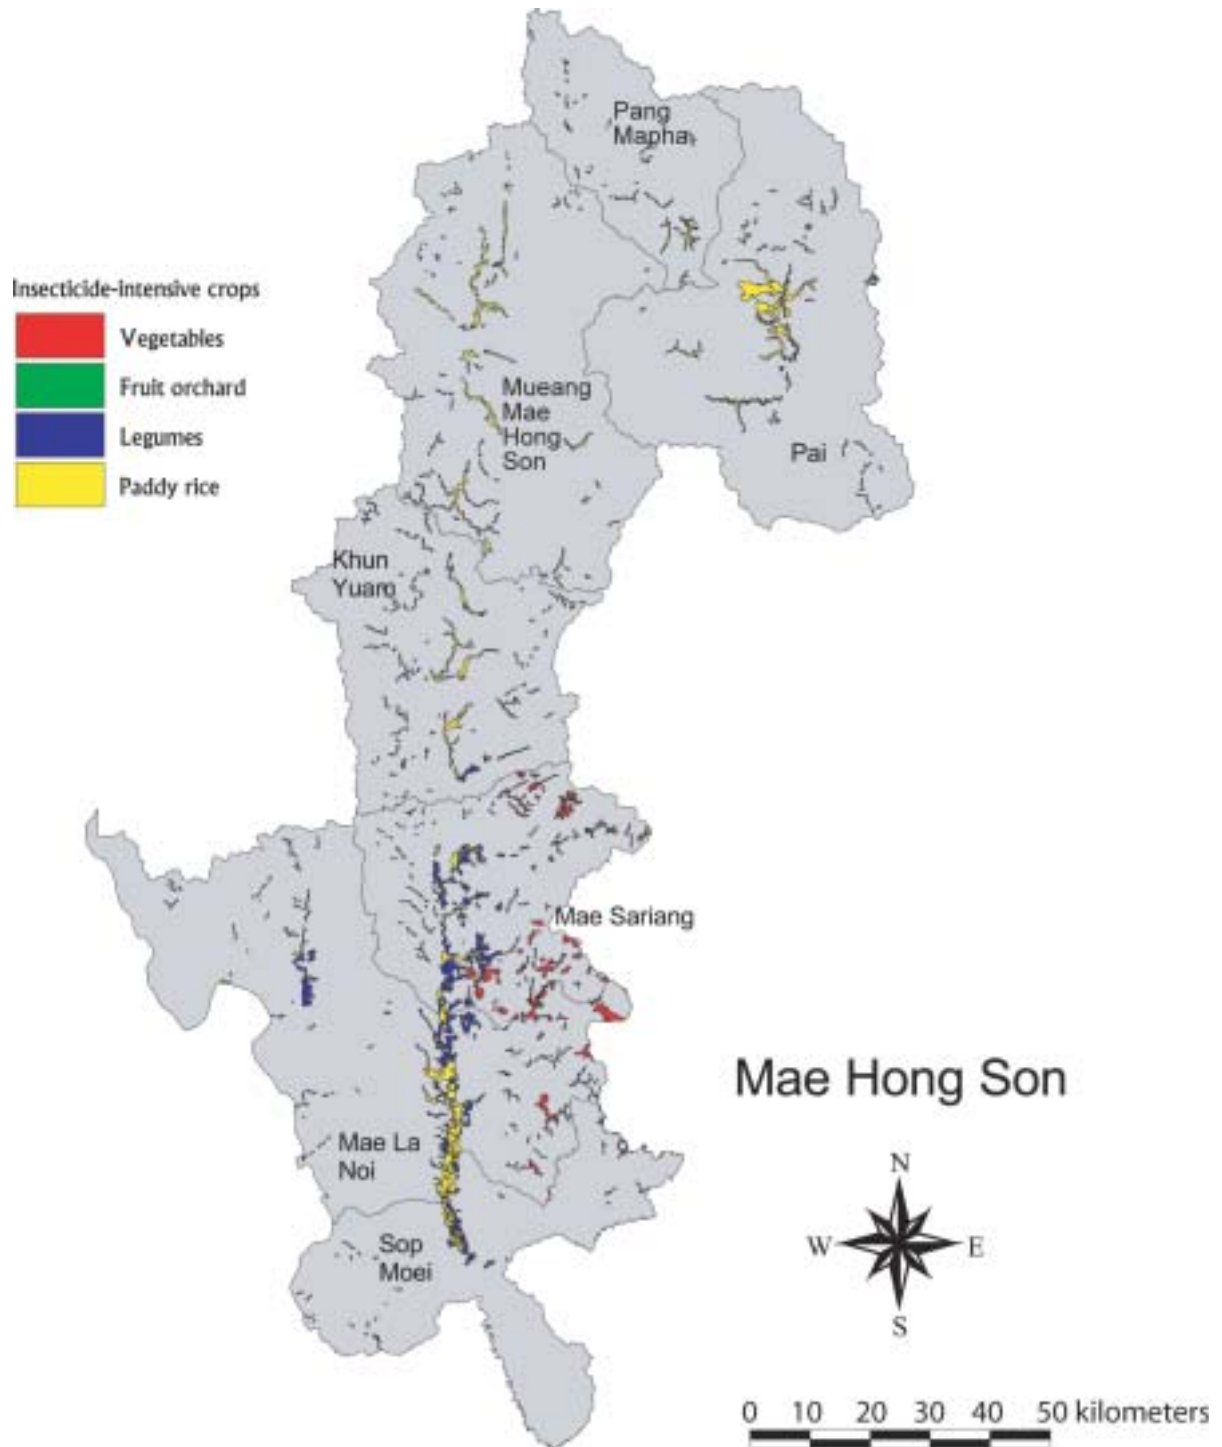 Pang
Mapha
Insecticide-intensive crops
Vegetables
Fruit orchard
Legumes
Paddy rice
Mueang
Mae
Hong
Son
Pai
Khun
Yuaro
Mae Sariang
Mae Hong Son
Mae La
Noi
N
W
E
S
Sop
Moei
0 10 20 30 40 50 kilometers